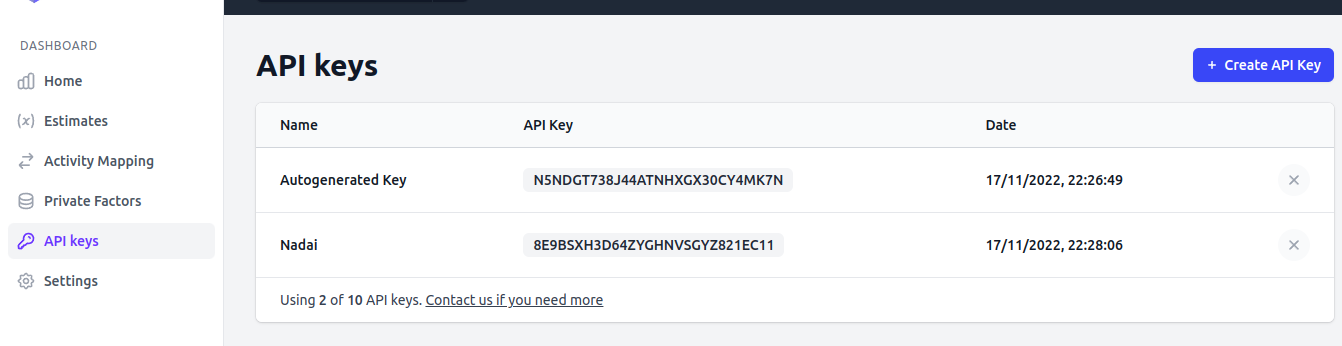 DASHBOARD
Home
Estimates
Activity Mapping
Private Factors
API keys
Settings
API keys
+ Create API Key
Name API Key Date
Autogenerated Key N5NDGT738J44ATNHXGX30CY4MK7N 17/11/2022, 22:26:49
Nadai 8E9BSXH3D64ZYGHNVSGYZ821EC11 17/11/2022, 22:28:06
Using 2 of 10 API keys. Contact us if you need more